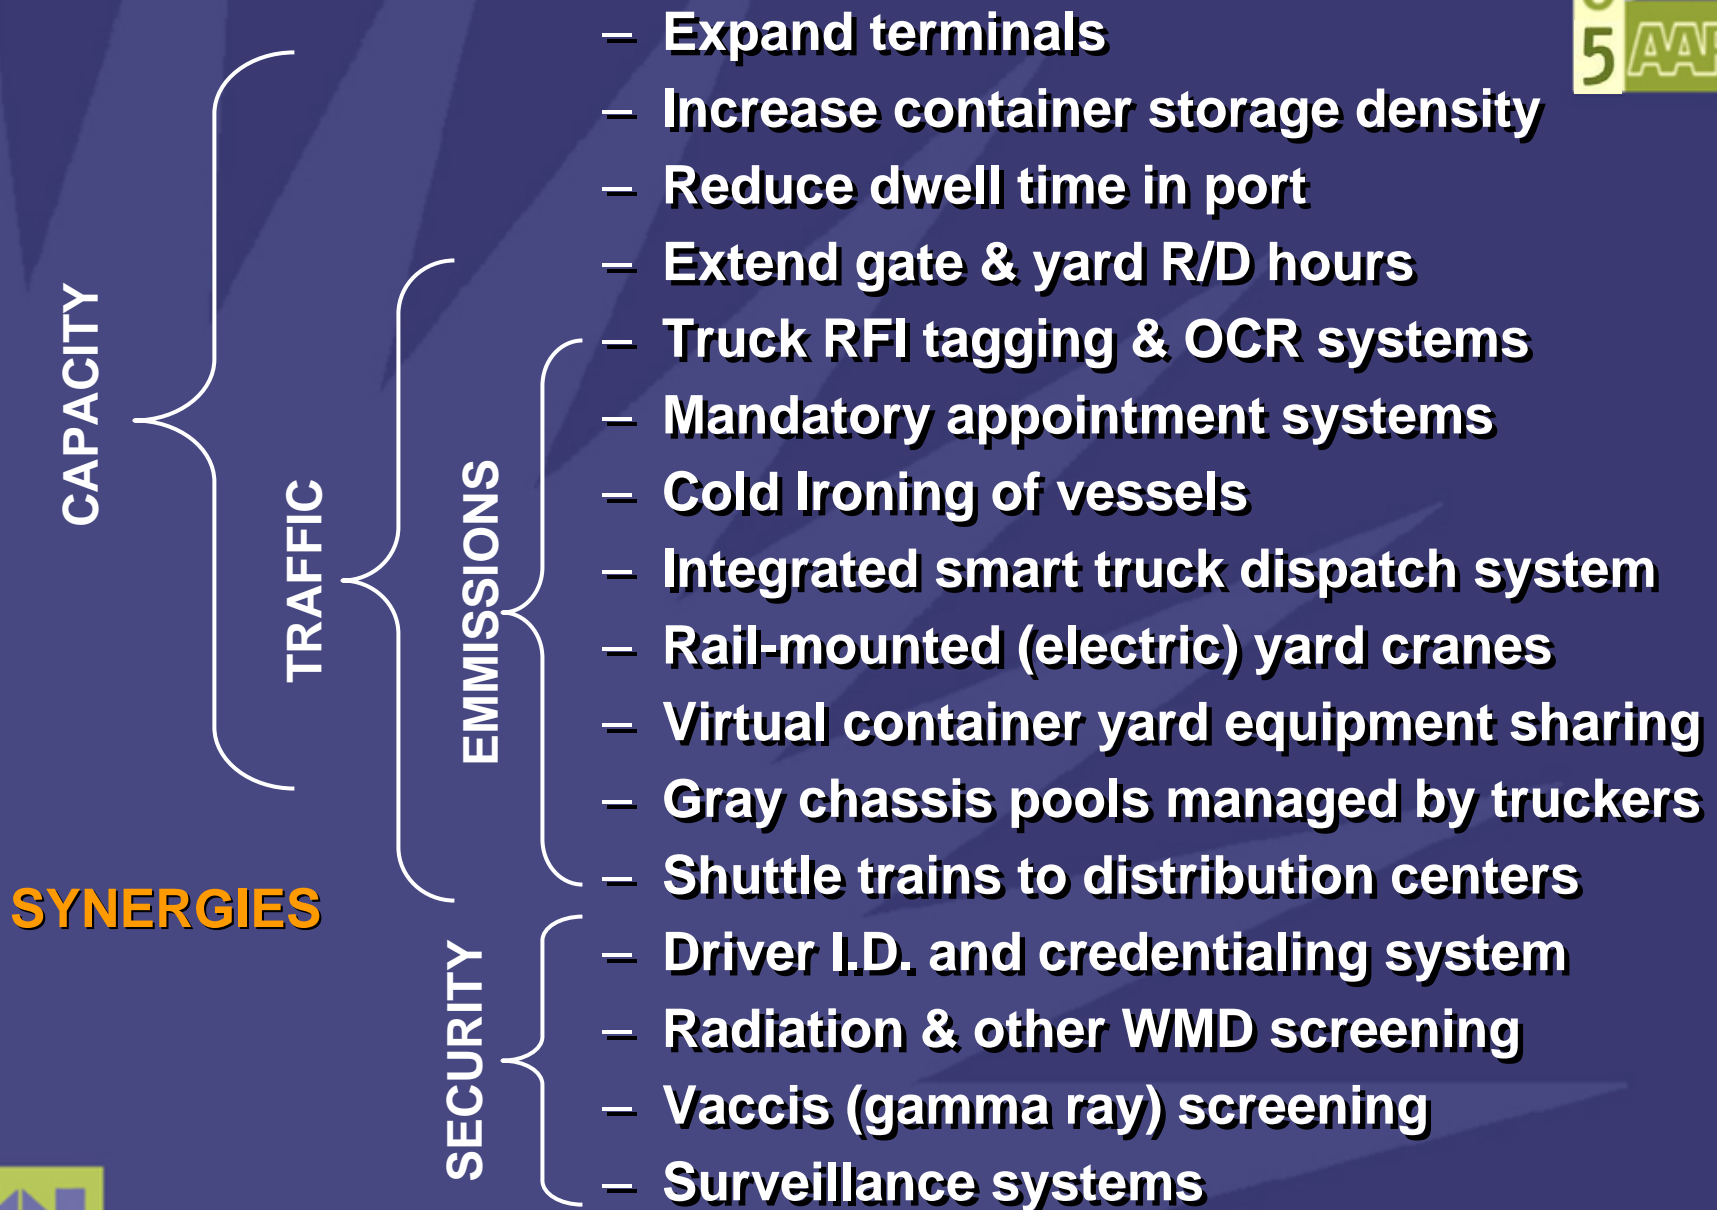 – Expand terminals
– Increase container storage density
– Reduce dwell time in port
– Extend gate & yard R/D hours
– Truck RFI tagging & OCR systems
– Mandatory appointment systems
– Cold Ironing of vessels
– Integrated smart truck dispatch system
– Rail-mounted (electric) yard cranes
– Virtual container yard equipment sharing
– Gray chassis pools managed by truckers
– Shuttle trains to distribution centers
– Driver I.D. and credentialing system
– Radiation & other WMD screening
– Vaccis (gamma ray) screening
– Surveillance systems
CAPACITY
TRAFFIC
EMMISSIONS
SECURITY
SYNERGIES
5